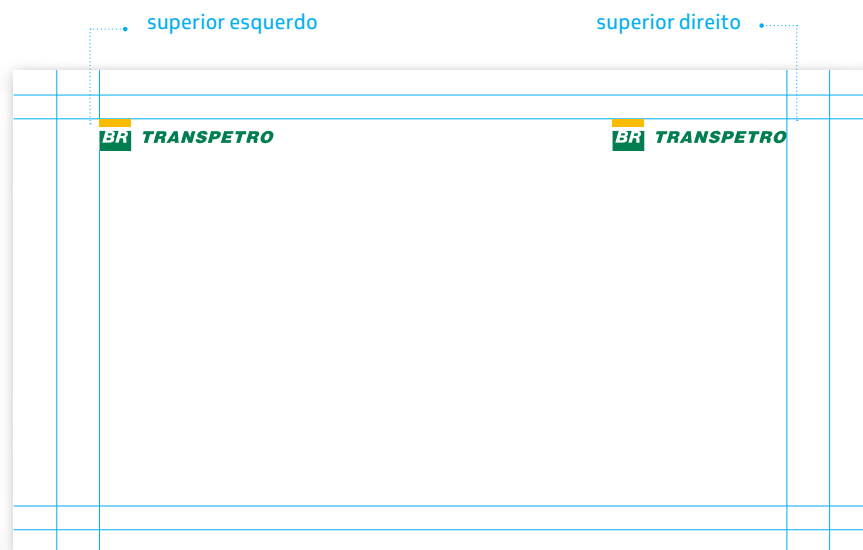 superior esquerdo
superior direito
BR TRANSPETRO
BR TRANSPETRO